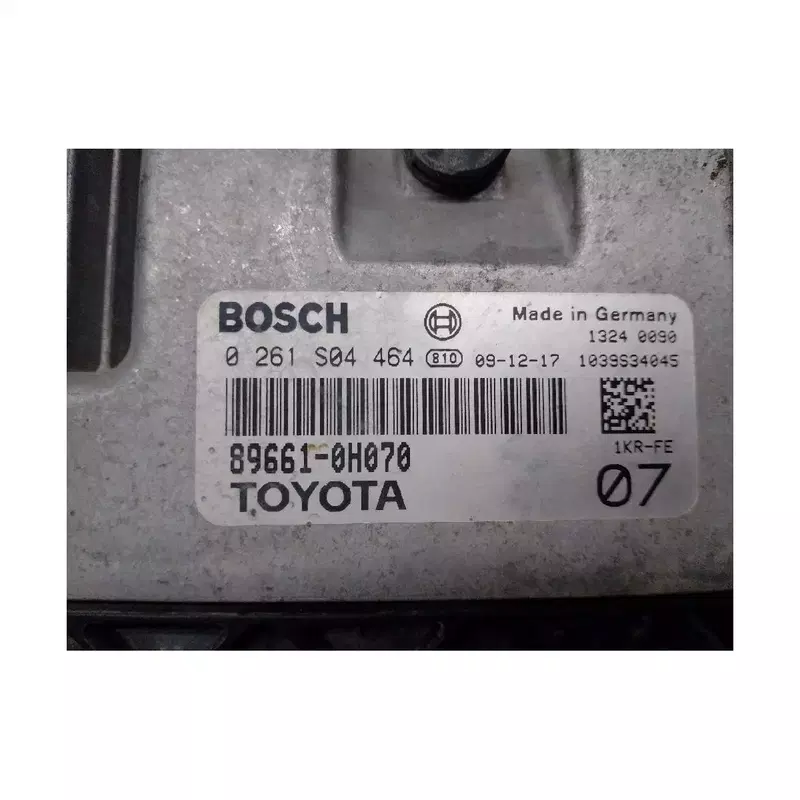 BOSCH Made in Germany
1324 0090
0 261 S04 464 810 09-12-17 1039S34045
89661-0H070 1KR-FE
TOYOTA 07